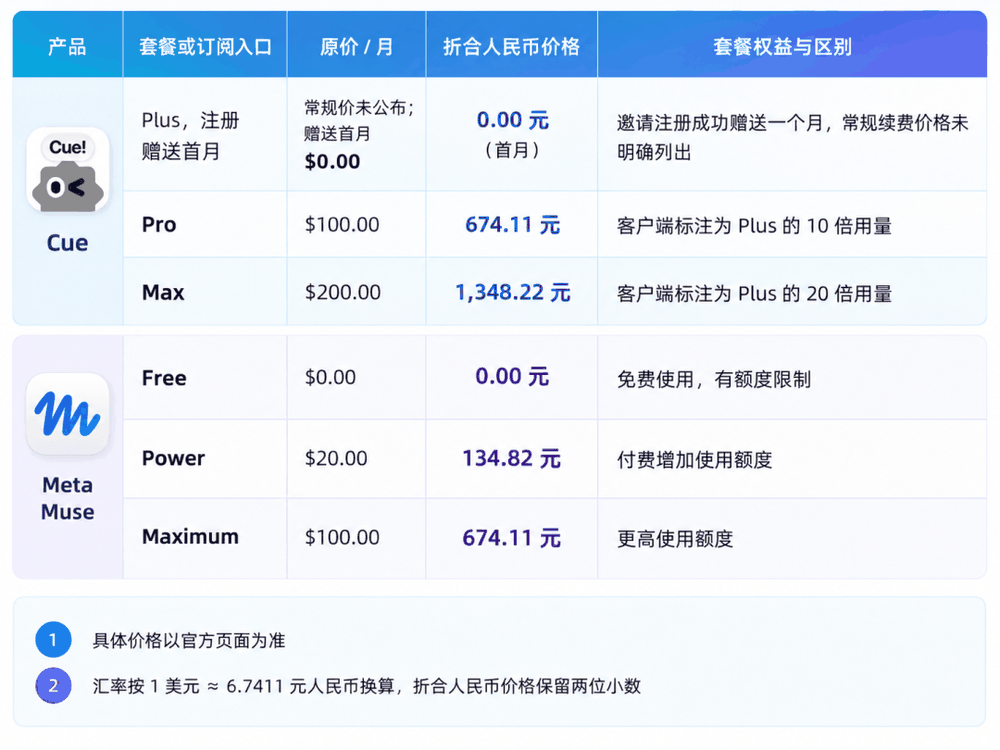 产品
套餐或订阅入口
原价 / 月
折合人民币价格
套餐权益与区别
Cue!
Cue
Plus，注册
赠送首月
常规价未公布；
赠送首月
$0.00
0.00 元
（首月）
邀请注册成功赠送一个月，常规续费价格未
明确列出
Pro
$100.00
674.11 元
客户端标注为 Plus 的 10 倍用量
Max
$200.00
1,348.22 元
客户端标注为 Plus 的 20 倍用量
Meta
Muse
Free
$0.00
0.00 元
免费使用，有额度限制
Power
$20.00
134.82 元
付费增加使用额度
Maximum
$100.00
674.11 元
更高使用额度
1 具体价格以官方页面为准
2 汇率按 1 美元 ≈ 6.7411 元人民币换算，折合人民币价格保留两位小数